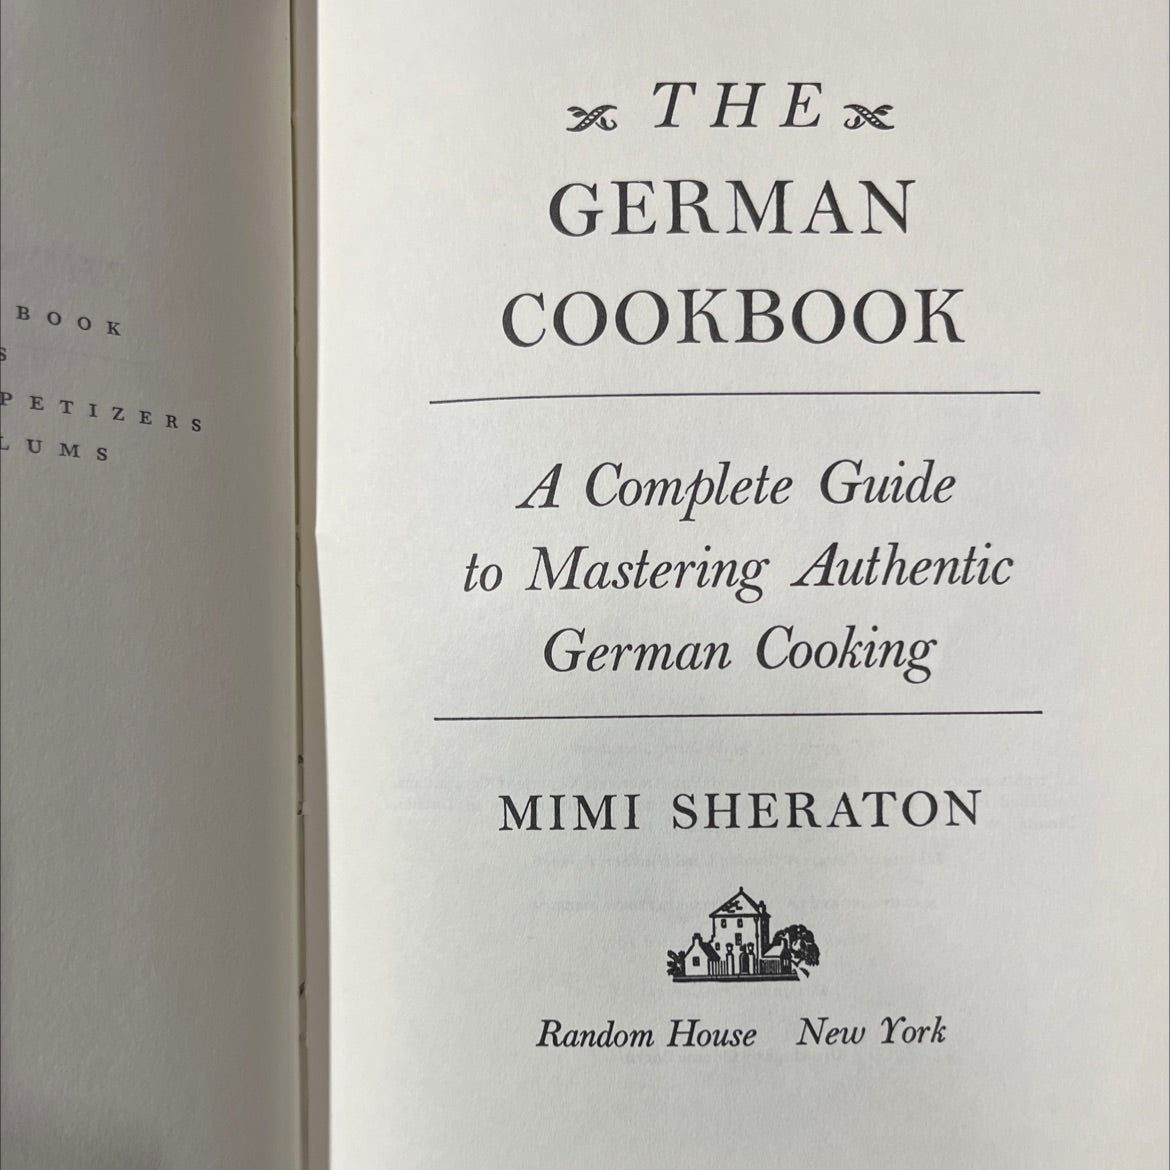 BOOK
S
PETIZERS
LUMS
THE
GERMAN
COOKBOOK
A Complete Guide
to Mastering Authentic
German Cooking
MIMI SHERATON
Random House New York